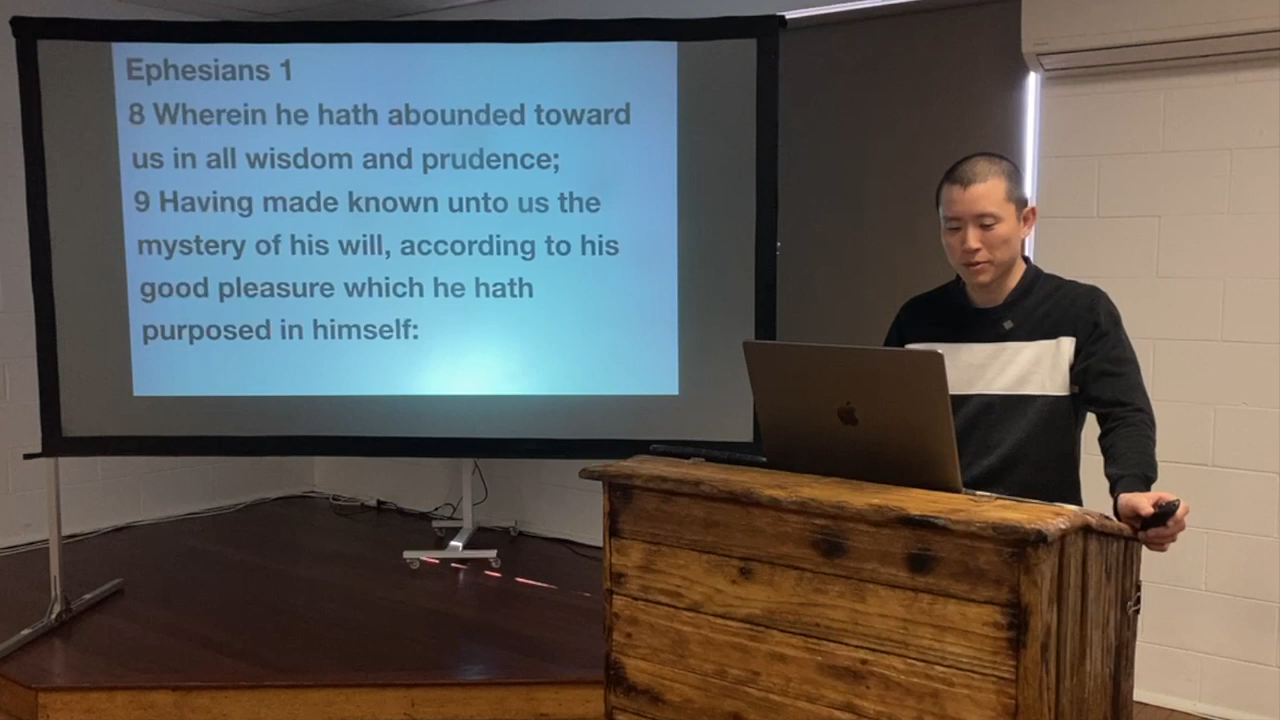 Ephesians 1
8 Wherein he hath abounded toward
us in all wisdom and prudence;
9 Having made known unto us the
mystery of his will, according to his
good pleasure which he hath
purposed in himself: